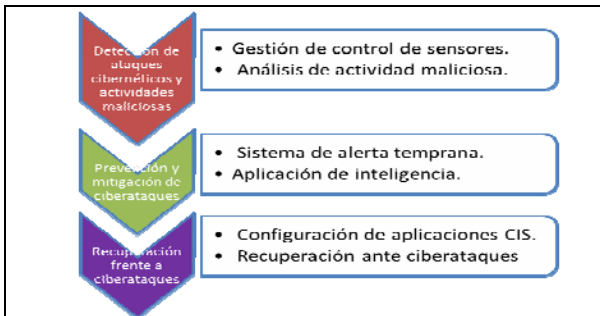 Detección de
ataques
cibernéticos y
actividades
maliciosas
• Gestión de control de sensores.
• Análisis de actividad maliciosa.
Prevención y
mitigación de
ciberataques
• Sistema de alerta temprana.
• Aplicación de inteligencia.
Recuperación
frente a
ciberataques
• Configuración de aplicaciones CIS.
• Recuperación ante ciberataques